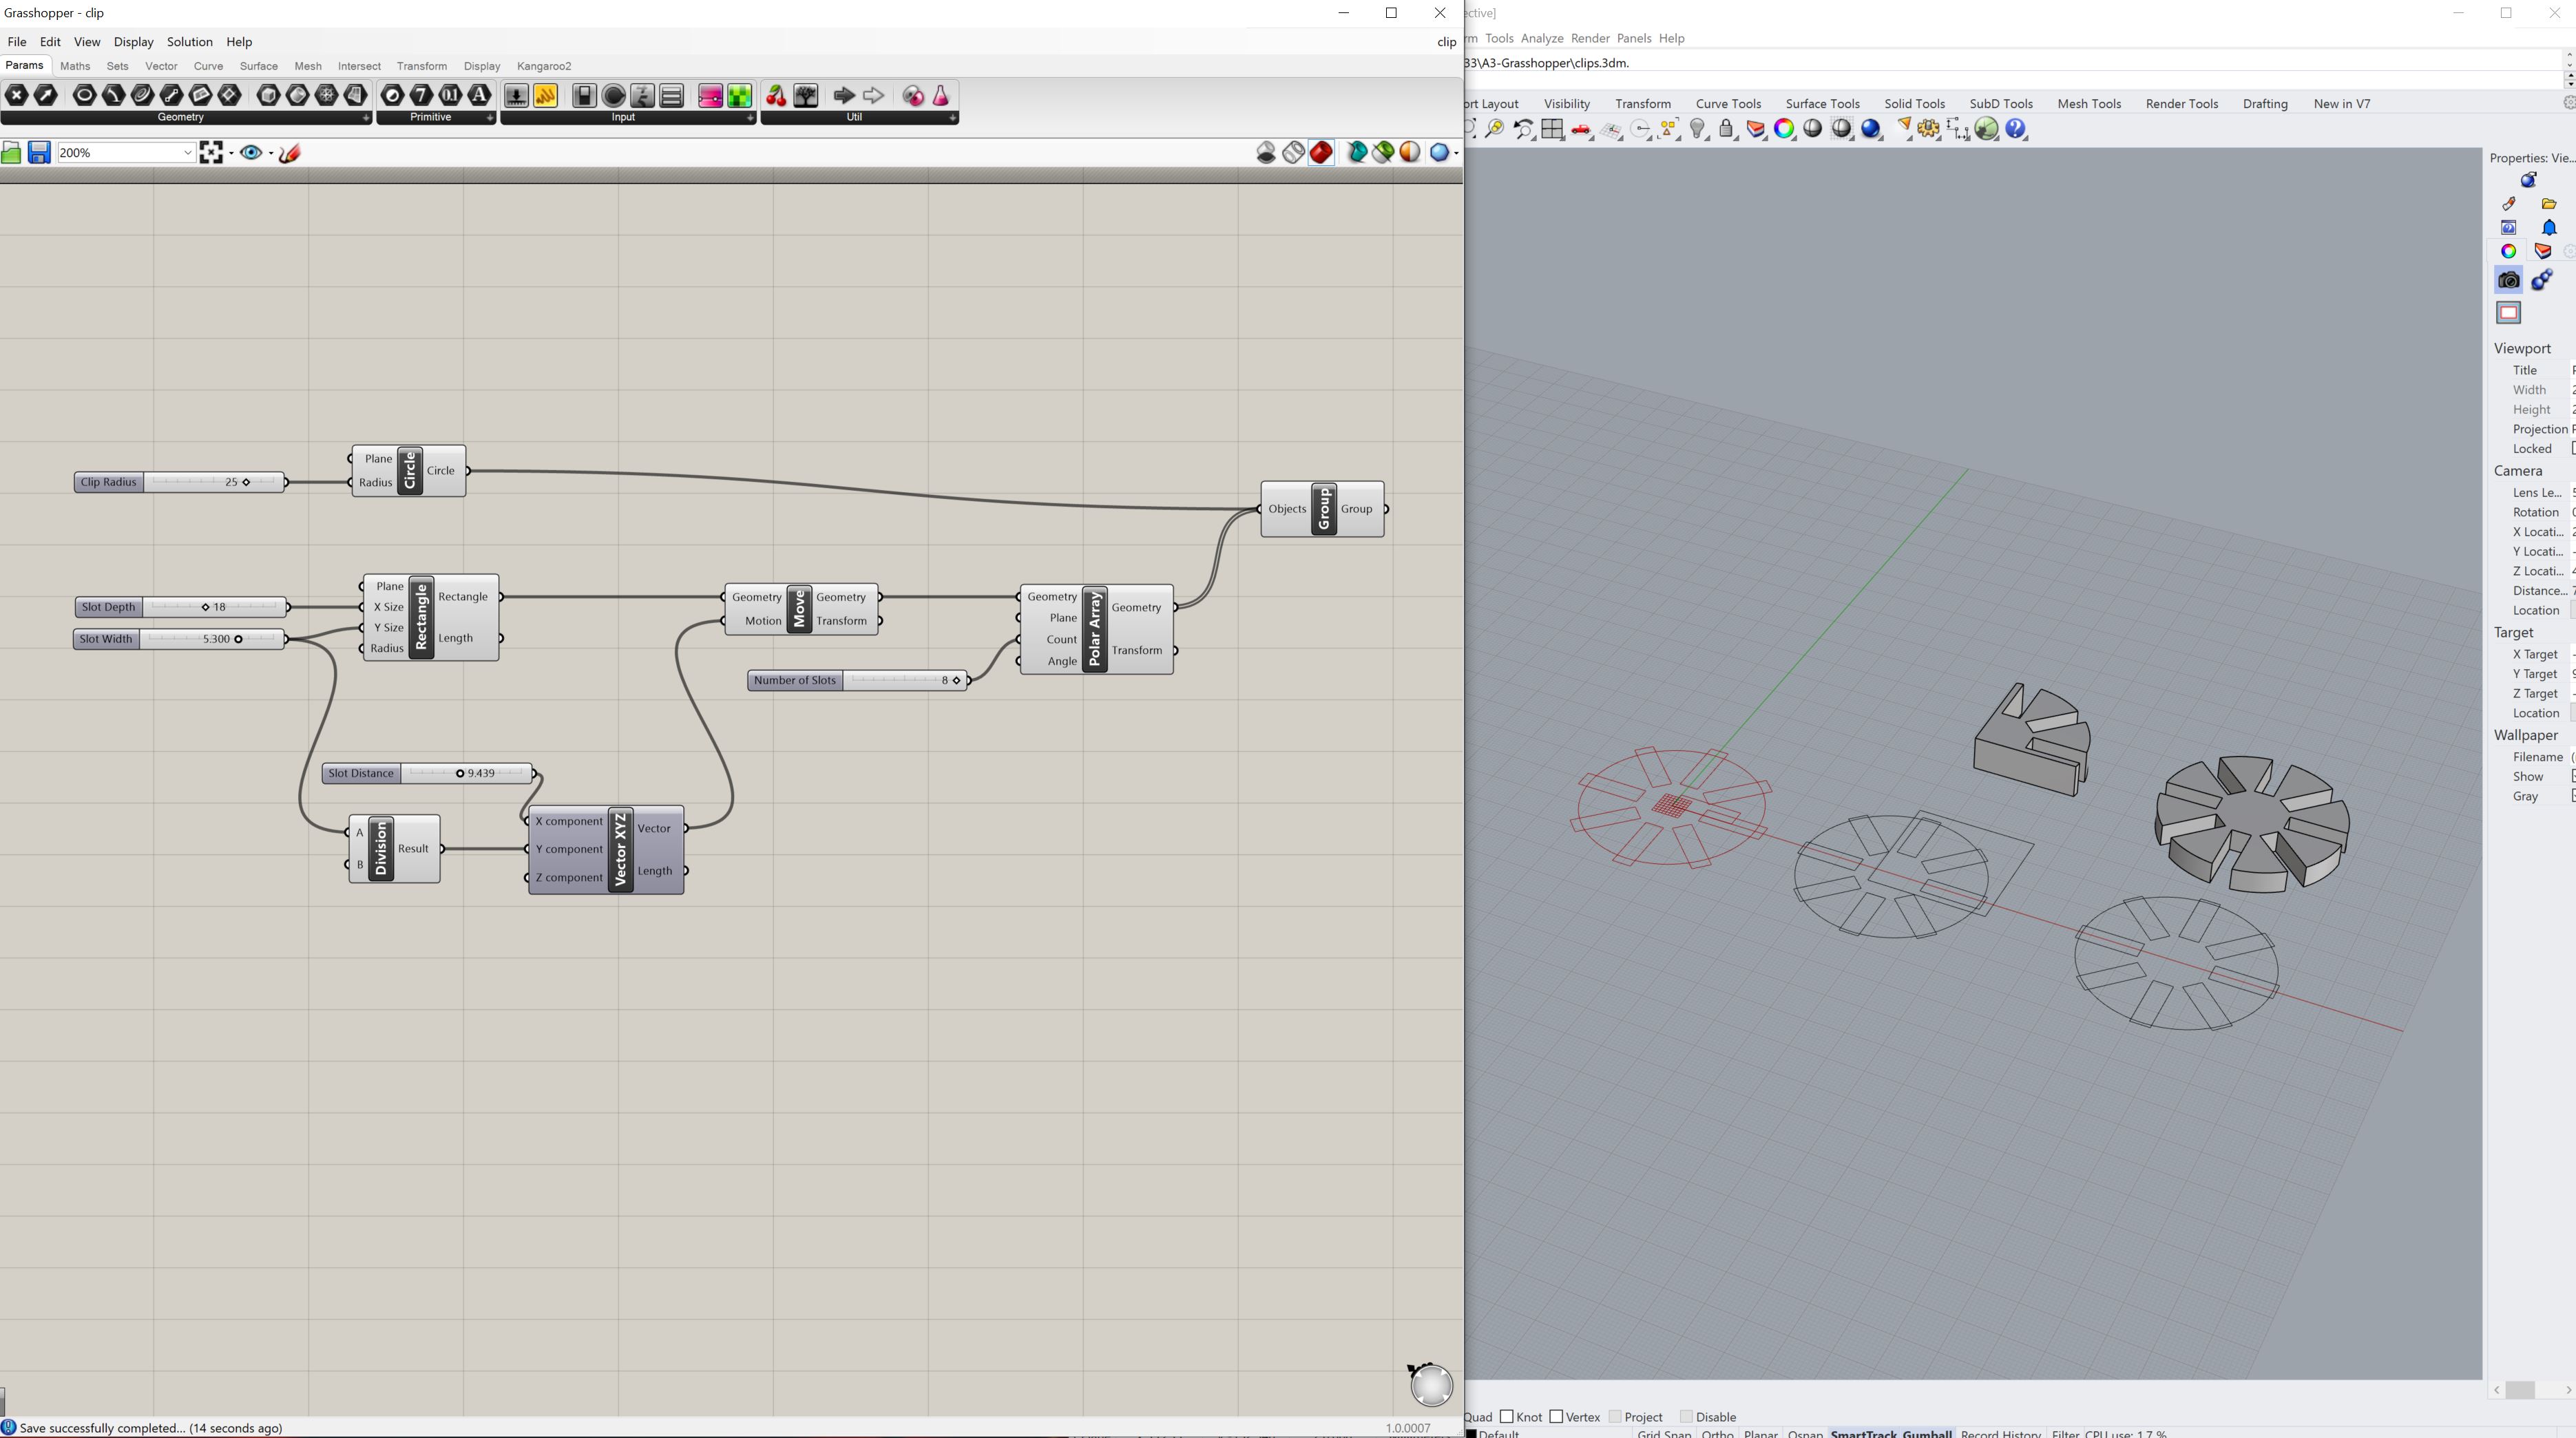 Grasshopper - clip
File Edit View Display Solution Help
clip
Params Maths Sets Vector Curve Surface Mesh Intersect Transform Display Kangaroo2
Geometry Primitive Input Util
200%
Clip Radius 25
Plane
Radius
Circle
Circle
Objects
Group
Group
Slot Depth 18
Slot Width 5.300
Plane
X Size
Y Size
Radius
Rectangle
Rectangle
Length
Geometry
Motion
Move
Geometry
Transform
Number of Slots 8
Geometry
Plane
Count
Angle
Polar Array
Geometry
Transform
Slot Distance 9.439
A
B
Division
Result
X component
Y component
Z component
Vector XYZ
Vector
Length
Save successfully completed... (14 seconds ago)
1.0.0007
ective]
rm Tools Analyze Render Panels Help
33\A3-Grasshopper\clips.3dm.
ort Layout Visibility Transform Curve Tools Surface Tools Solid Tools SubD Tools Mesh Tools Render Tools Drafting New in V7
Properties: Vie...
Viewport
Title
Width
Height
Projection
Locked
Camera
Lens Le...
Rotation
X Locati...
Y Locati...
Z Locati...
Distance...
Location
Target
X Target
Y Target
Z Target
Location
Wallpaper
Filename (
Show
Gray
Quad Knot Vertex Project Disable
Default
Grid Snap Ortho Planar Osnap SmartTrack Gumball Record History Filter CPU use: 1.7 %